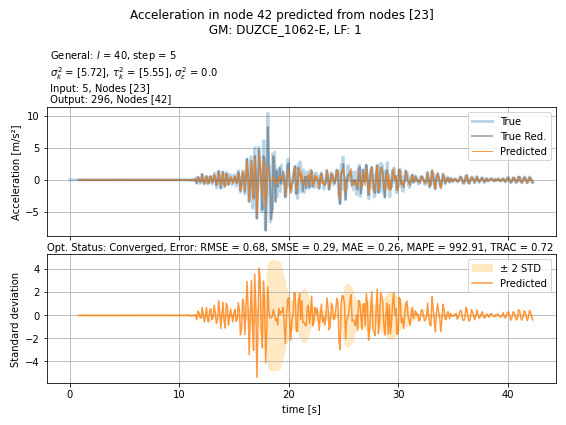 Acceleration in node 42 predicted from nodes [23]
GM: DUZCE_1062-E, LF: 1
General: l = 40, step = 5
σ²ₖ = [5.72], τ²ₖ = [5.55], σ²ε = 0.0
Input: 5, Nodes [23]
Output: 296, Nodes [42]
Acceleration [m/s²]
10
5
0
−5
True
True Red.
Predicted
Opt. Status: Converged, Error: RMSE = 0.68, SMSE = 0.29, MAE = 0.26, MAPE = 992.91, TRAC = 0.72
Standard deviation
4
2
0
−2
−4
± 2 STD
Predicted
0 10 20 30 40
time [s]